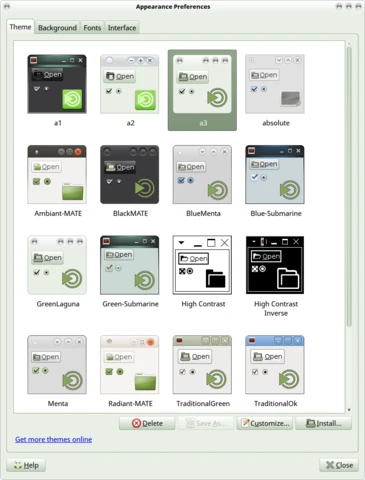 Appearance Preferences
Theme Background Fonts Interface
Open Open Open Open
a1 a2 a3 absolute
Open Open Open Open
Ambiant-MATE BlackMATE BlueMenta Blue-Submarine
Open Open Open Open
GreenLaguna Green-Submarine High Contrast High Contrast
Inverse
Open Open Open Open
Menta Radiant-MATE TraditionalGreen TraditionalOk
Delete Save As... Customize... Install...
Get more themes online
Help Close